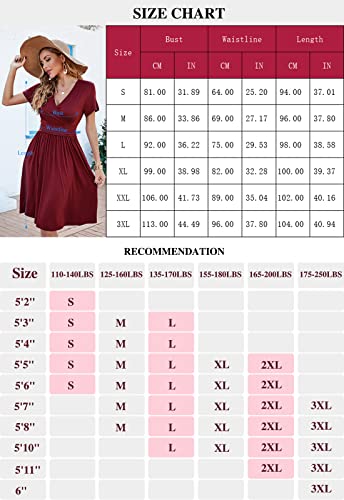 SIZE CHART
Size Bust Waistline Length
CM IN CM IN CM IN
S 81.00 31.89 64.00 25.20 94.00 37.01
M 86.00 33.86 69.00 27.17 96.00 37.80
L 92.00 36.22 75.00 29.53 98.00 38.58
XL 99.00 38.98 82.00 32.28 100.00 39.37
XXL 106.00 41.73 89.00 35.04 102.00 40.16
3XL 113.00 44.49 96.00 37.80 104.00 40.94
Bust
Waistline
Length
RECOMMENDATION
Size 110-140LBS 125-160LBS 135-170LBS 155-180LBS 165-200LBS 175-250LBS
5'2" S
5'3" S M L
5'4" S M L
5'5" S M L XL 2XL
5'6" S M L XL 2XL
5'7" M L XL 2XL 3XL
5'8" M L XL 2XL 3XL
5'10" L XL 2XL 3XL
5'11" 2XL 3XL
6" 3XL